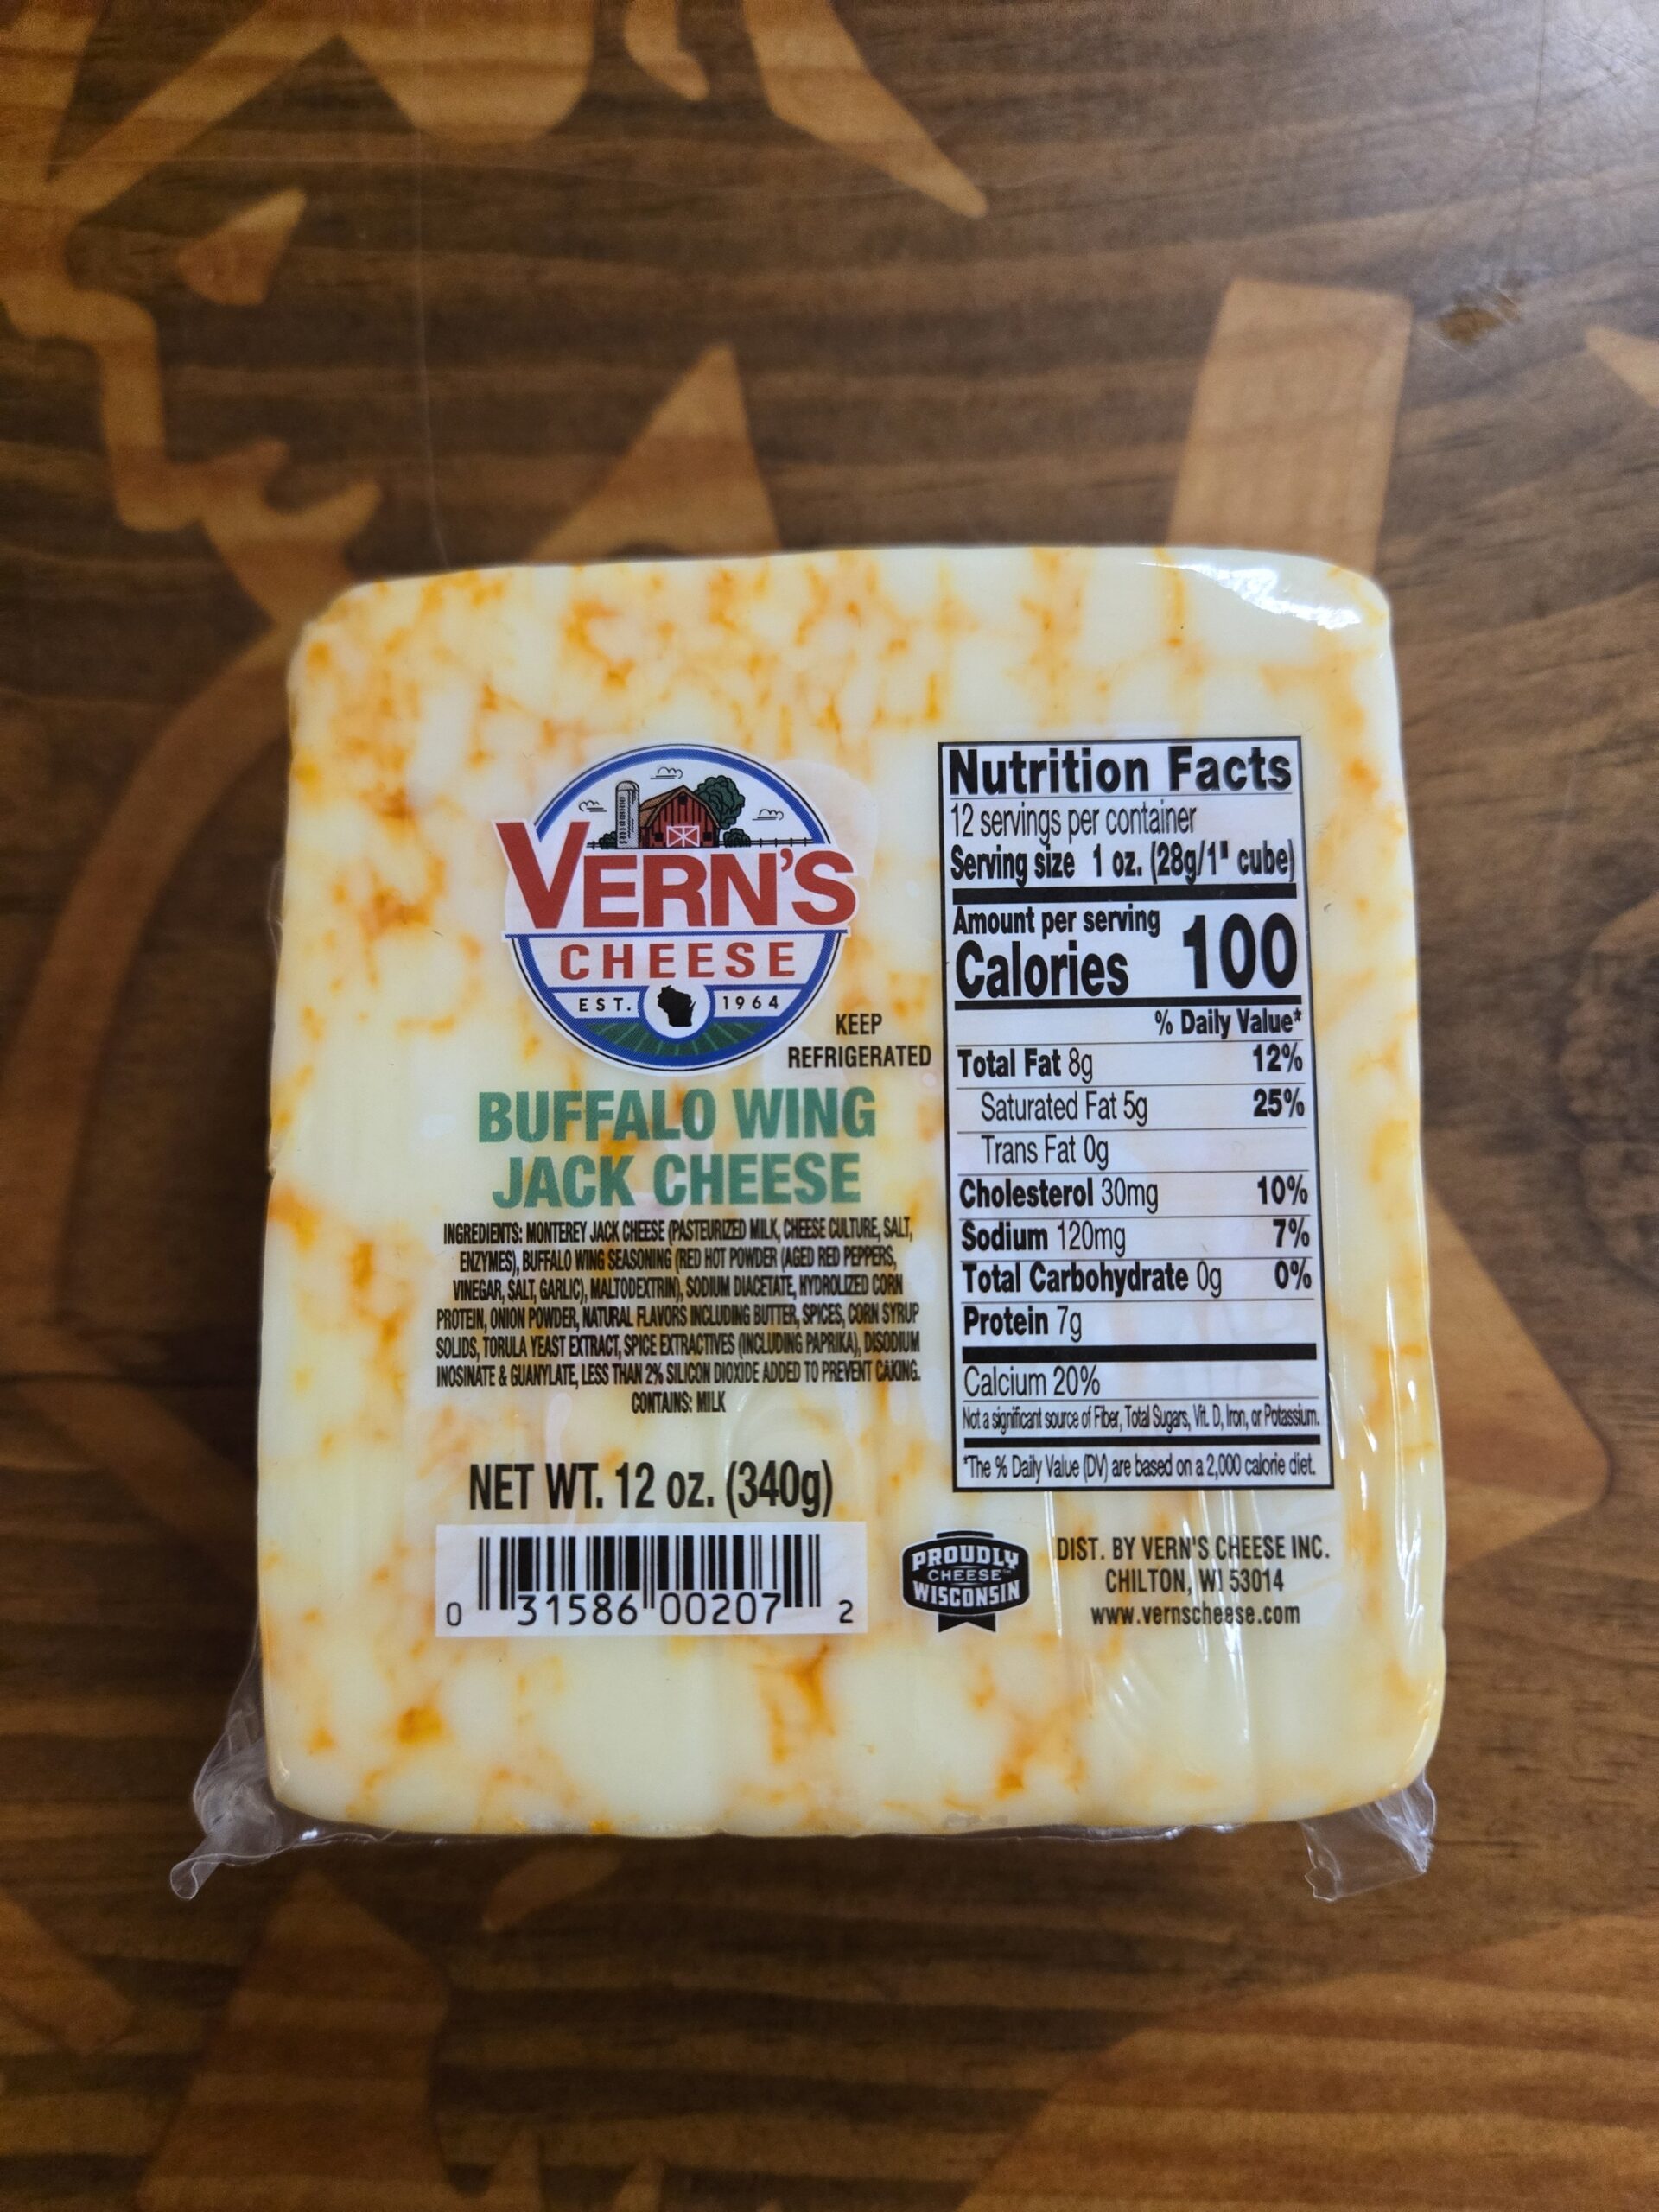 VERN'S
CHEESE
EST. 1964
KEEP
REFRIGERATED
BUFFALO WING
JACK CHEESE
INGREDIENTS: MONTEREY JACK CHEESE (PASTEURIZED MILK, CHEESE CULTURE, SALT,
ENZYMES), BUFFALO WING SEASONING (RED HOT POWDER (AGED RED PEPPERS,
VINEGAR, SALT, GARLIC), MALTODEXTRIN), SODIUM DIACETATE, HYDROLIZED CORN
PROTEIN, ONION POWDER, NATURAL FLAVORS INCLUDING BUTTER, SPICES, CORN SYRUP
SOLIDS, TORULA YEAST EXTRACT, SPICE EXTRACTIVES (INCLUDING PAPRIKA), DISODIUM
INOSINATE & GUANYLATE, LESS THAN 2% SILICON DIOXIDE ADDED TO PREVENT CAKING.
CONTAINS: MILK
NET WT. 12 oz. (340g)
0 31586 00207 2
Nutrition Facts
12 servings per container
Serving size 1 oz. (28g/1" cube)
Amount per serving
Calories 100
% Daily Value*
Total Fat 8g 12%
Saturated Fat 5g 25%
Trans Fat 0g
Cholesterol 30mg 10%
Sodium 120mg 7%
Total Carbohydrate 0g 0%
Protein 7g
Calcium 20%
Not a significant source of Fiber, Total Sugars, Vit. D, Iron, or Potassium.
*The % Daily Value (DV) are based on a 2,000 calorie diet.
PROUDLY
CHEESE™
WISCONSIN
DIST. BY VERN'S CHEESE INC.
CHILTON, WI 53014
www.vernscheese.com